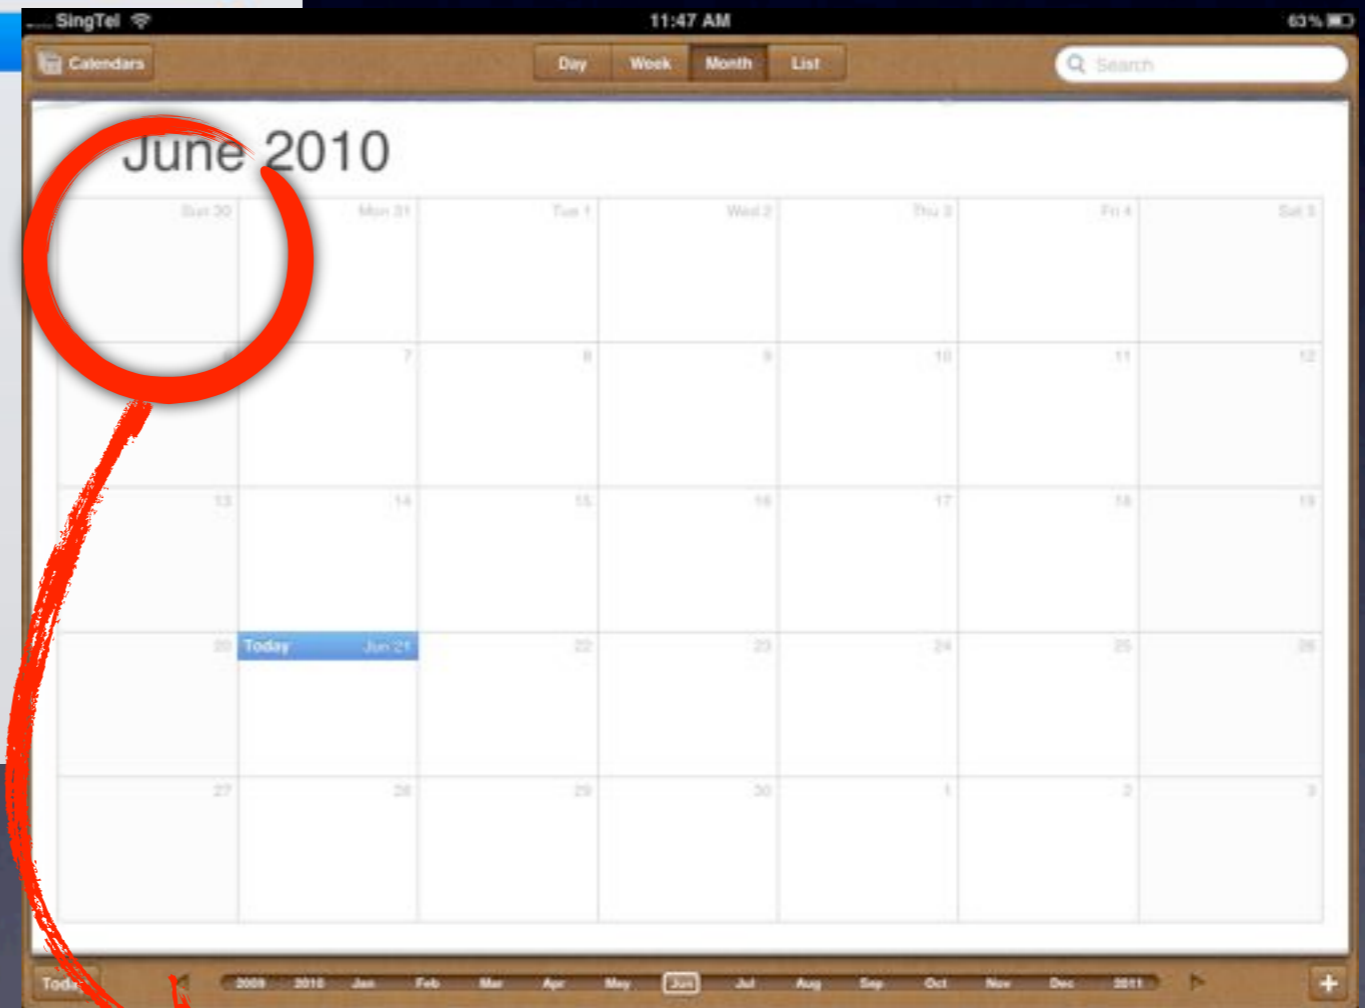 SingTel 11:47 AM 63%
Calendars Day Week Month List Search
June 2010
Sun 30 Mon 31 Tue 1 Wed 2 Thu 3 Fri 4 Sat 5
6 7 8 9 10 11 12
13 14 15 16 17 18 19
20 Today Jun 21 22 23 24 25 26
27 28 29 30 1 2 3
Today 2009 2010 Jan Feb Mar Apr May Jun Jul Aug Sep Oct Nov Dec 2011 +